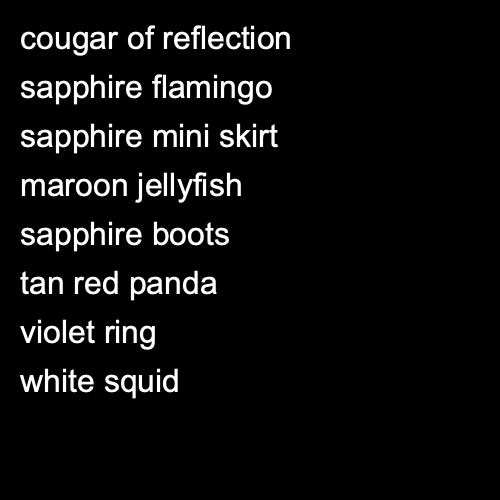 cougar of reflection
sapphire flamingo
sapphire mini skirt
maroon jellyfish
sapphire boots
tan red panda
violet ring
white squid